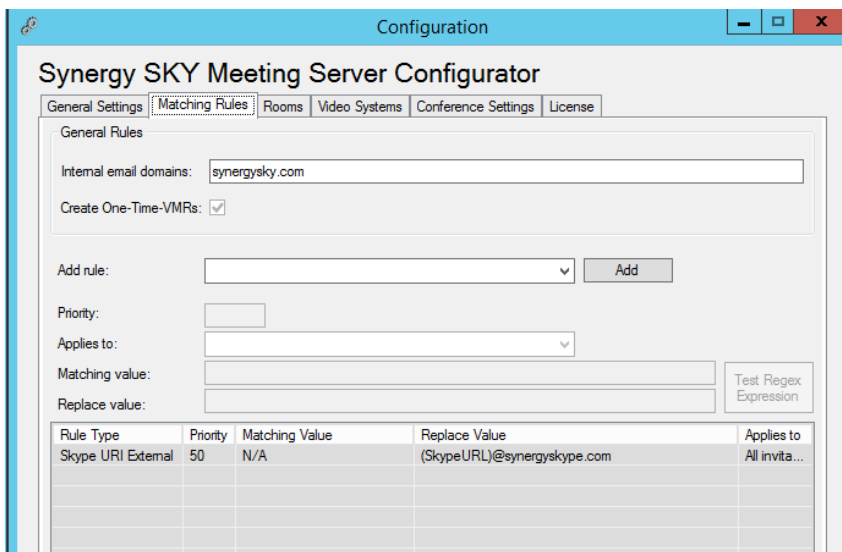 Configuration
Synergy SKY Meeting Server Configurator
General Settings Matching Rules Rooms Video Systems Conference Settings License
General Rules
Internal email domains: synergysky.com
Create One-Time-VMRs:
Add rule: Add
Priority:
Applies to:
Matching value:
Test Regex
Expression
Replace value:
Rule Type Priority Matching Value Replace Value Applies to
Skype URI External 50 N/A (SkypeURL)@synergyskype.com All invita...